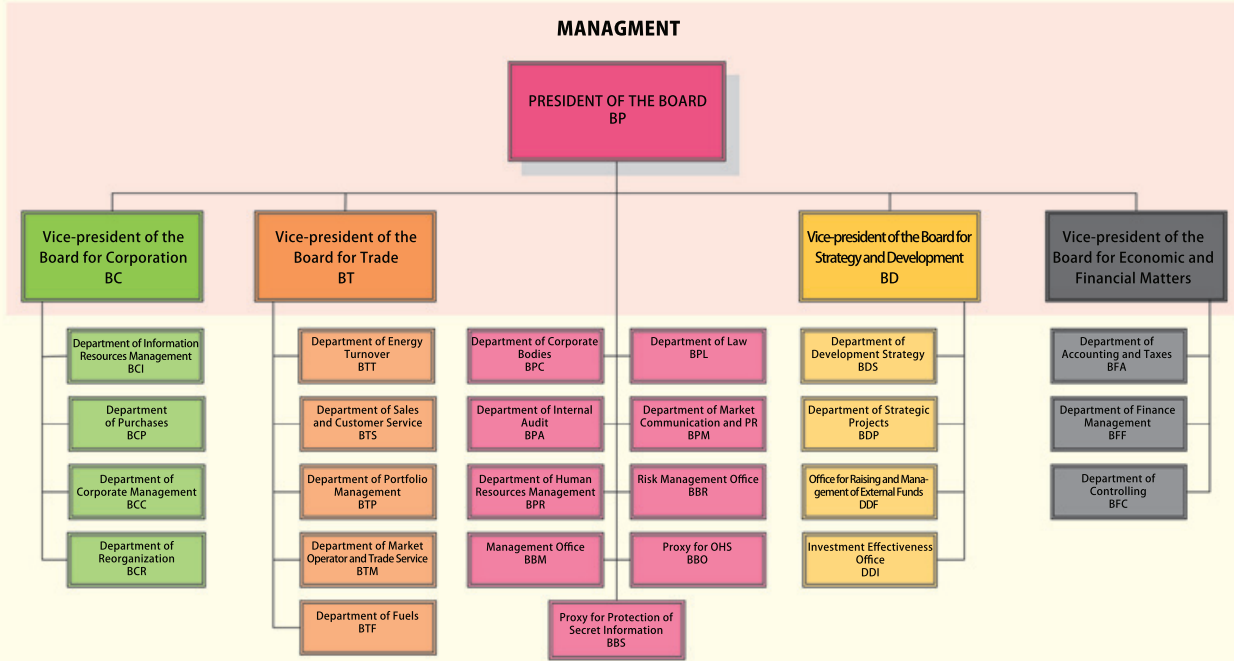 MANAGMENT
PRESIDENT OF THE BOARD
BP
Vice-president of the
Board for Corporation
BC
Vice-president of the
Board for Trade
BT
Vice-president of the Board for
Strategy and Development
BD
Vice-president of the
Board for Economic and
Financial Matters
Department of Information
Resources Management
BCI
Department
of Purchases
BCP
Department of
Corporate Management
BCC
Department of
Reorganization
BCR
Department of Energy
Turnover
BTT
Department of Sales
and Customer Service
BTS
Department of Portfolio
Management
BTP
Department of Market
Operator and Trade Service
BTM
Department of Fuels
BTF
Department of Corporate
Bodies
BPC
Department of Internal
Audit
BPA
Department of Human
Resources Management
BPR
Management Office
BBM
Department of Law
BPL
Department of Market
Communication and PR
BPM
Risk Management Office
BBR
Proxy for OHS
BBO
Proxy for Protection of
Secret Information
BBS
Department of
Development Strategy
BDS
Department of Strategic
Projects
BDP
Office for Raising and Mana-
gement of External Funds
DDF
Investment Effectiveness
Office
DDI
Department of
Accounting and Taxes
BFA
Department of Finance
Management
BFF
Department of
Controlling
BFC